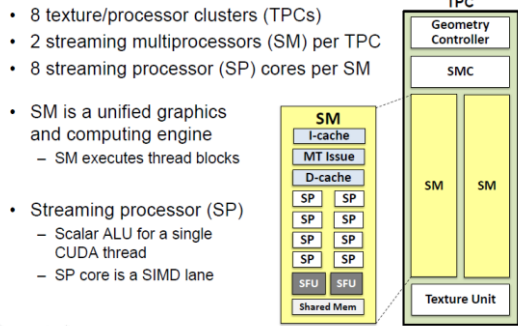 • 8 texture/processor clusters (TPCs)
• 2 streaming multiprocessors (SM) per TPC
• 8 streaming processor (SP) cores per SM
• SM is a unified graphics
and computing engine
– SM executes thread blocks
• Streaming processor (SP)
– Scalar ALU for a single
CUDA thread
– SP core is a SIMD lane
SM
I-cache
MT Issue
D-cache
SP SP
SP SP
SP SP
SP SP
SFU SFU
Shared Mem
TPC
Geometry
Controller
SMC
SM SM
Texture Unit